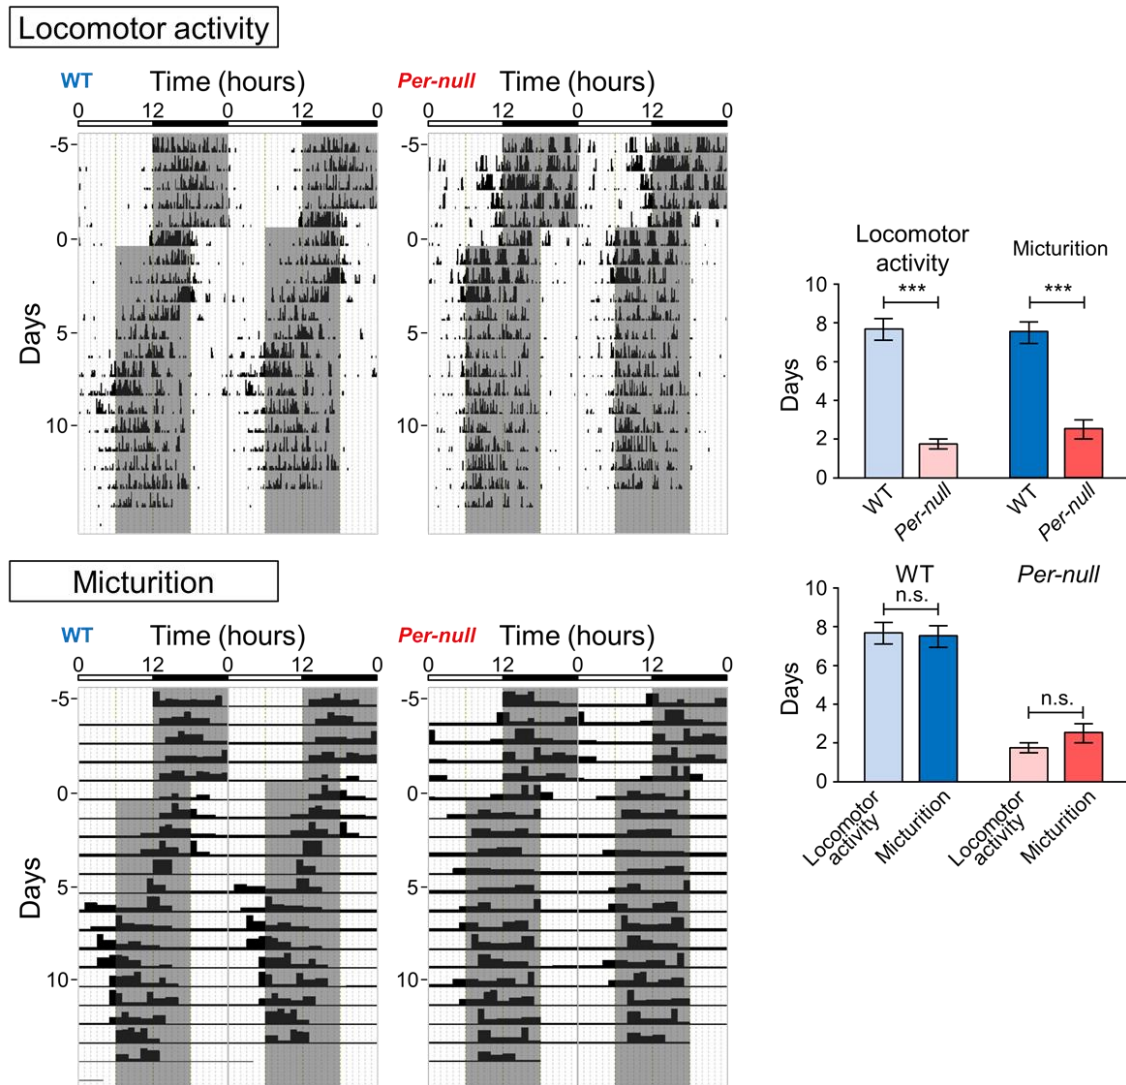 Locomotor activity
WT Time (hours)
0 12 0 12 0
Per-null Time (hours)
0 12 0 12 0
-5
0
5
10
Days
Locomotor
activity
Micturition
*** ***
10
8
6
4
2
0
Days
WT
Per-null
WT
Per-null
Micturition
WT Time (hours)
0 12 0 12 0
Per-null Time (hours)
0 12 0 12 0
-5
0
5
10
Days
-5
0
5
10
-5
0
5
10
WT Per-null
n.s.
n.s.
10
8
6
4
2
0
Days
Locomotor
activity
Micturition
Locomotor
activity
Micturition